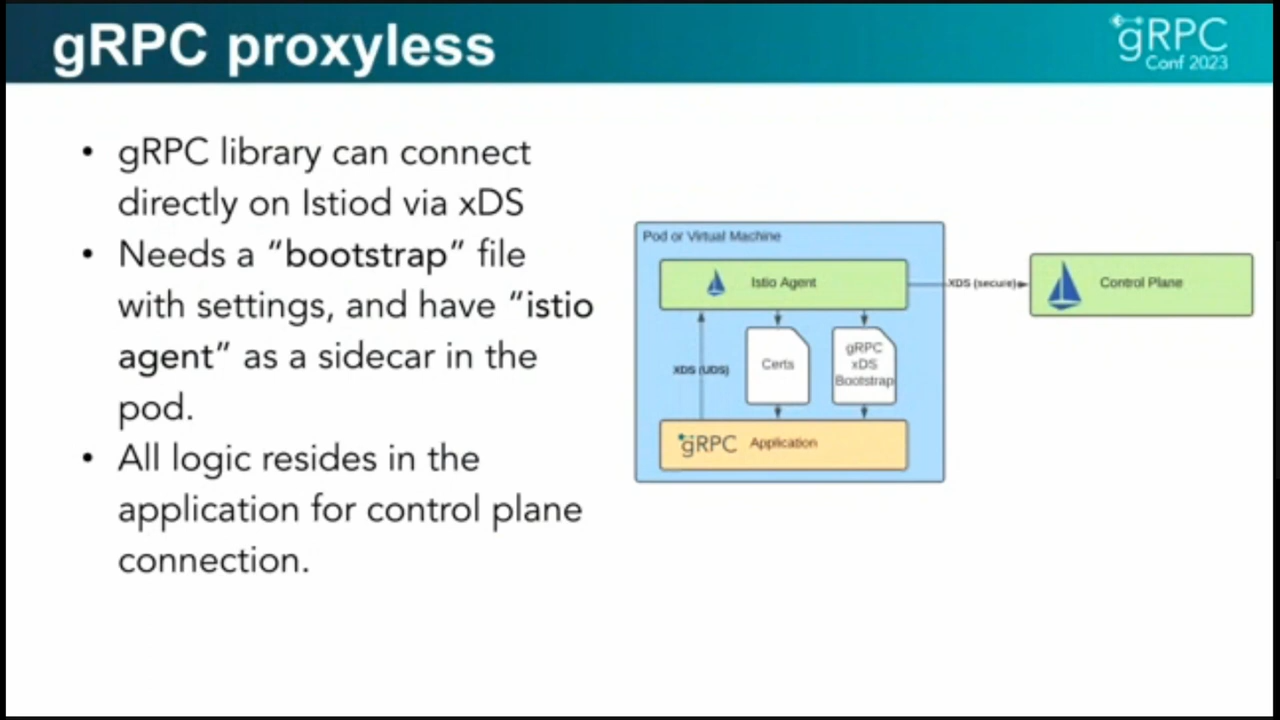 gRPC proxyless
gRPC
Conf 2023
• gRPC library can connect
directly on Istiod via xDS
• Needs a “bootstrap” file
with settings, and have “istio
agent” as a sidecar in the
pod.
• All logic resides in the
application for control plane
connection.
Pod or Virtual Machine
Istio Agent
XDS (secure)
Control Plane
XDS (UDS)
Certs
gRPC
xDS
Bootstrap
gRPC Application